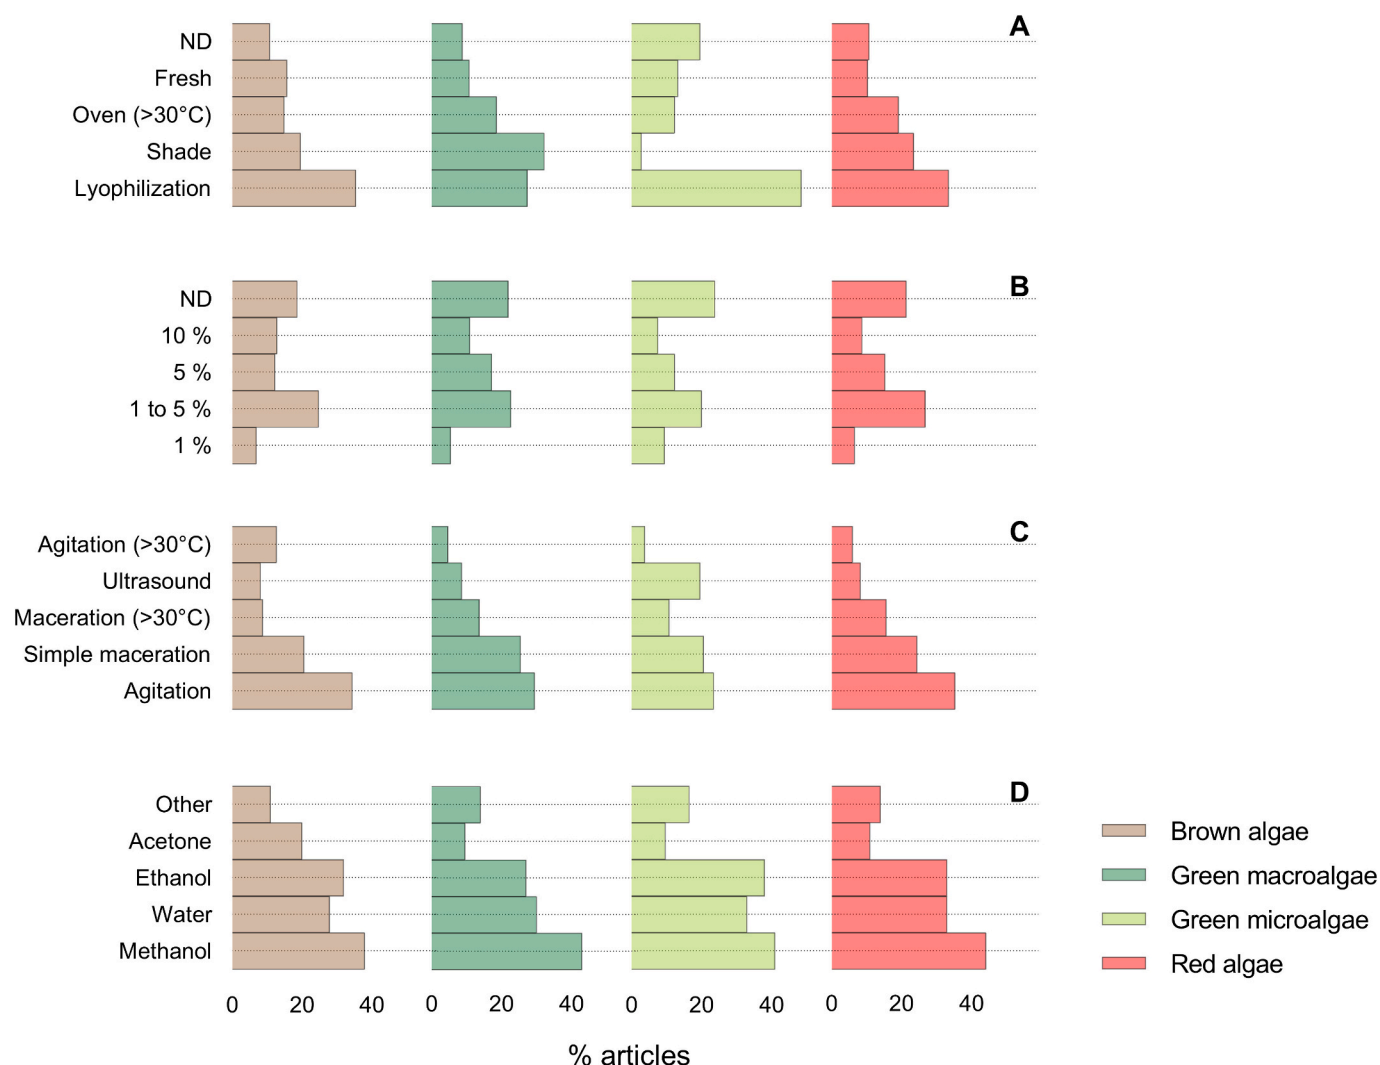 A
ND
Fresh
Oven (>30°C)
Shade
Lyophilization
B
ND
10 %
5 %
1 to 5 %
1 %
C
Agitation (>30°C)
Ultrasound
Maceration (>30°C)
Simple maceration
Agitation
D
Other
Acetone
Ethanol
Water
Methanol
0 20 40 0 20 40 0 20 40 0 20 40
% articles
Brown algae
Green macroalgae
Green microalgae
Red algae